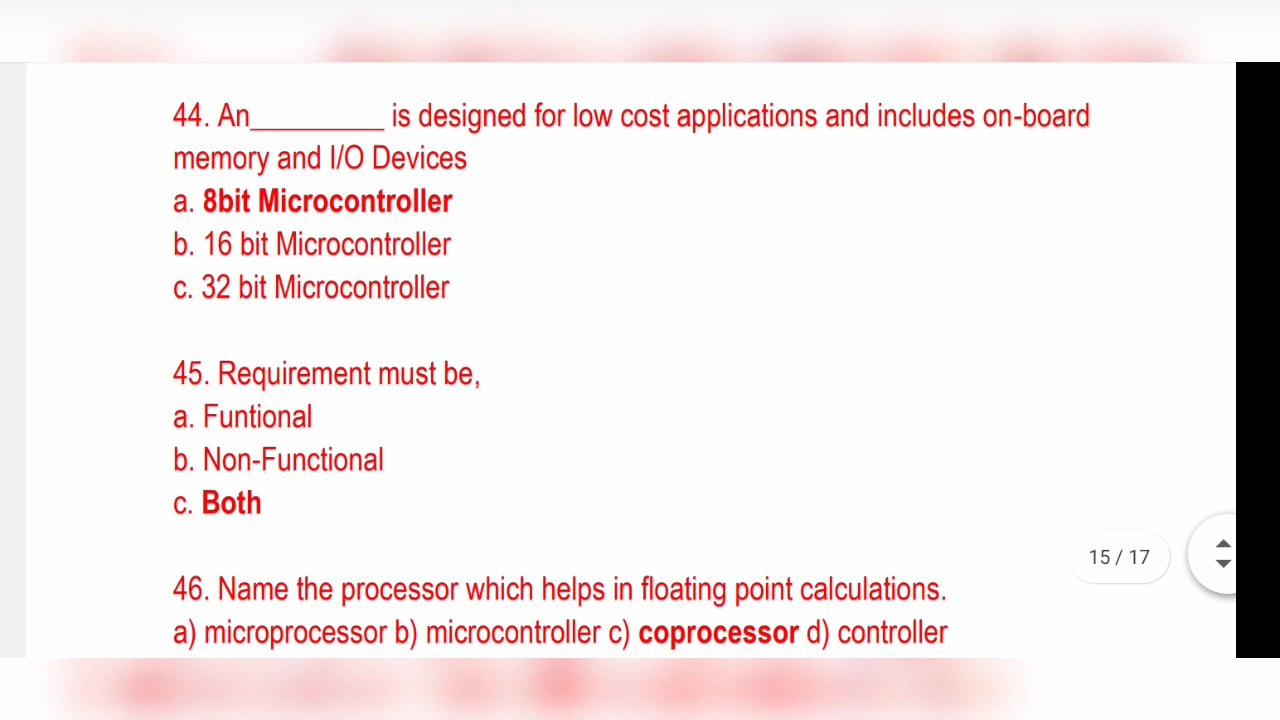 44. An_________ is designed for low cost applications and includes on-board
memory and I/O Devices
a. 8bit Microcontroller
b. 16 bit Microcontroller
c. 32 bit Microcontroller
45. Requirement must be,
a. Funtional
b. Non-Functional
c. Both
15 / 17
46. Name the processor which helps in floating point calculations.
a) microprocessor b) microcontroller c) coprocessor d) controller